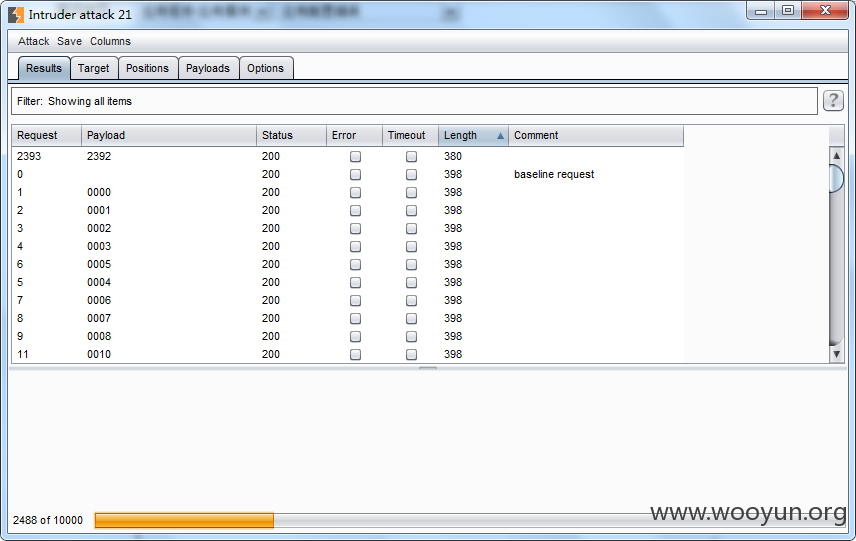 Intruder attack 21
Attack Save Columns
Results Target Positions Payloads Options
Filter: Showing all items
?
Request Payload Status Error Timeout Length Comment
2393 2392 200 380
0 200 398 baseline request
1 0000 200 398
2 0001 200 398
3 0002 200 398
4 0003 200 398
6 0005 200 398
5 0004 200 398
7 0006 200 398
8 0007 200 398
9 0008 200 398
11 0010 200 398
2488 of 10000
www.wooyun.org